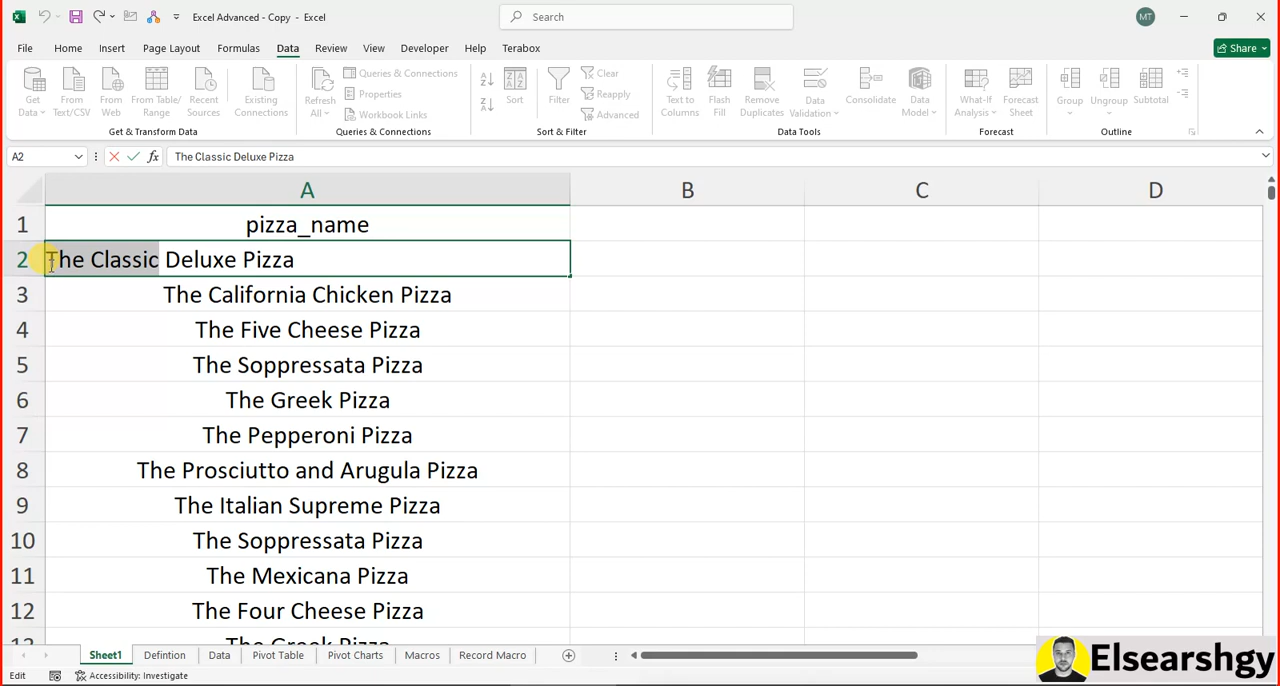 Excel Advanced - Copy - Excel
Search
MT
File Home Insert Page Layout Formulas Data Review View Developer Help Terabox
Share
Get Data
From Text/CSV
From Web
From Table/ Range
Recent Sources
Existing Connections
Get & Transform Data
Refresh All
Queries & Connections
Properties
Workbook Links
Queries & Connections
Sort
Filter
Clear
Reapply
Advanced
Sort & Filter
Text to Columns
Flash Fill
Remove Duplicates
Data Validation
Consolidate
Data Model
Data Tools
What-If Analysis
Forecast Sheet
Forecast
Group
Ungroup
Subtotal
Outline
A2
fx
The Classic Deluxe Pizza
A B C D
1 pizza_name
2 The Classic Deluxe Pizza
3 The California Chicken Pizza
4 The Five Cheese Pizza
5 The Soppressata Pizza
6 The Greek Pizza
7 The Pepperoni Pizza
8 The Prosciutto and Arugula Pizza
9 The Italian Supreme Pizza
10 The Soppressata Pizza
11 The Mexicana Pizza
12 The Four Cheese Pizza
The Greek Pizza
Sheet1 Defintion Data Pivot Table Pivot Charts Macros Record Macro
Edit
Accessibility: Investigate
Elsearshgy